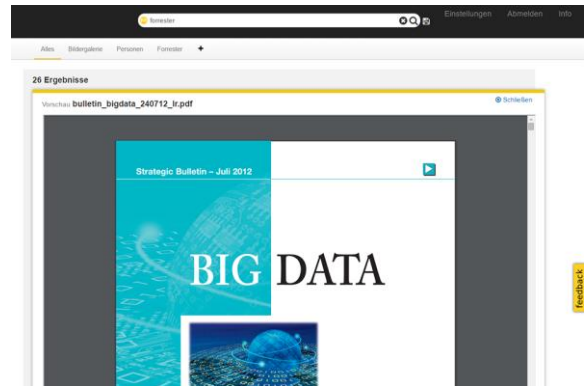 forrester
Einstellungen Abmelden Info
Alles Bildergalerie Personen Forrester +
26 Ergebnisse
Vorschau bulletin_bigdata_240712_lr.pdf
Schließen
Strategic Bulletin – Juli 2012
BIG DATA
feedback